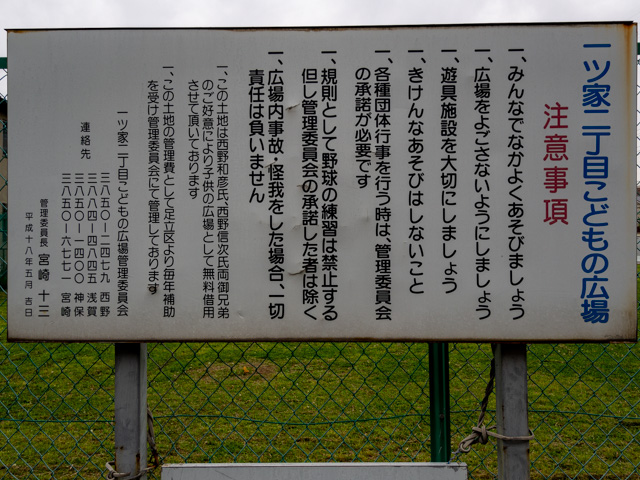 一ツ家二丁目こどもの広場
注意事項
一、みんなでなかよくあそびましょう
一、広場をよごさないようにしましょう
一、遊具施設を大切にしましょう
一、きけんなあそびはしないこと
一、各種団体行事を行う時は、管理委員会
の承諾が必要です
一、規則として野球の練習は禁止する
但し管理委員会の承諾した者は除く
一、広場内事故・怪我をした場合、一切
責任は負いません
一、この土地は西野和彦氏、西野信次氏両御兄弟
のご好意により子供の広場として無料借用
させて頂いております
一、この土地の管理費として足立区より毎年補助
を受け管理委員会にて管理しております
一ツ家二丁目こどもの広場管理委員会
連絡先
三八五〇ー二四七九 西野
三八八四ー四八四五 浅賀
三八五〇ー一四〇〇 神保
三八五〇ー六七七一 宮崎
管理委員長 宮崎 十三
平成十八年五月 吉日